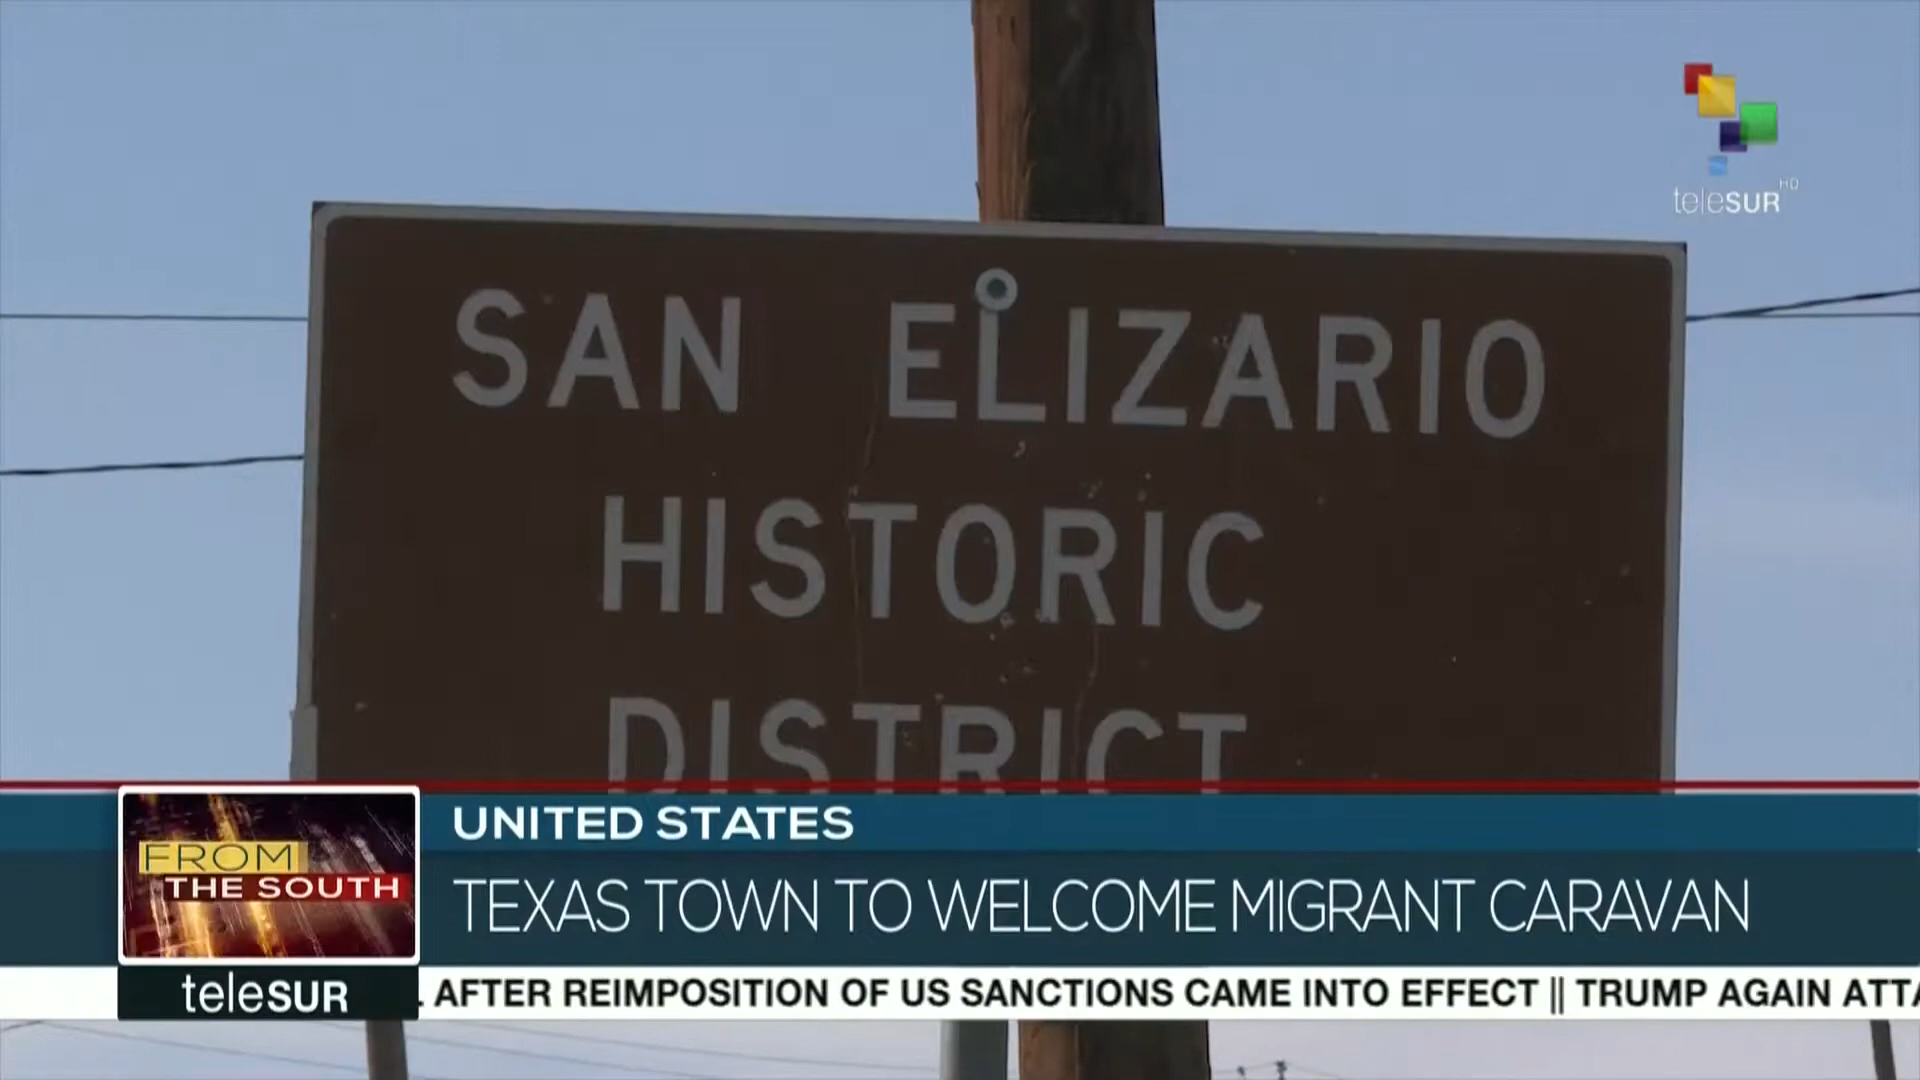 teleSUR HD
SAN ELIZARIO
HISTORIC
DISTRICT
UNITED STATES
FROM
THE SOUTH
TEXAS TOWN TO WELCOME MIGRANT CARAVAN
teleSUR
. AFTER REIMPOSITION OF US SANCTIONS CAME INTO EFFECT || TRUMP AGAIN